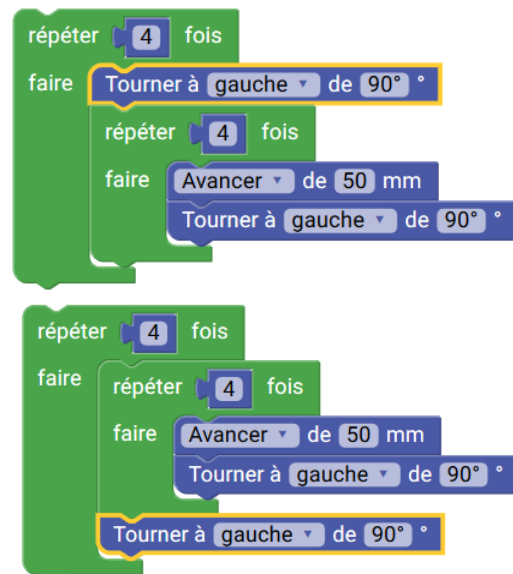 répéter 4 fois
faire Tourner à gauche de 90° °
répéter 4 fois
faire Avancer de 50 mm
Tourner à gauche de 90° °
répéter 4 fois
faire répéter 4 fois
faire Avancer de 50 mm
Tourner à gauche de 90° °
Tourner à gauche de 90° °